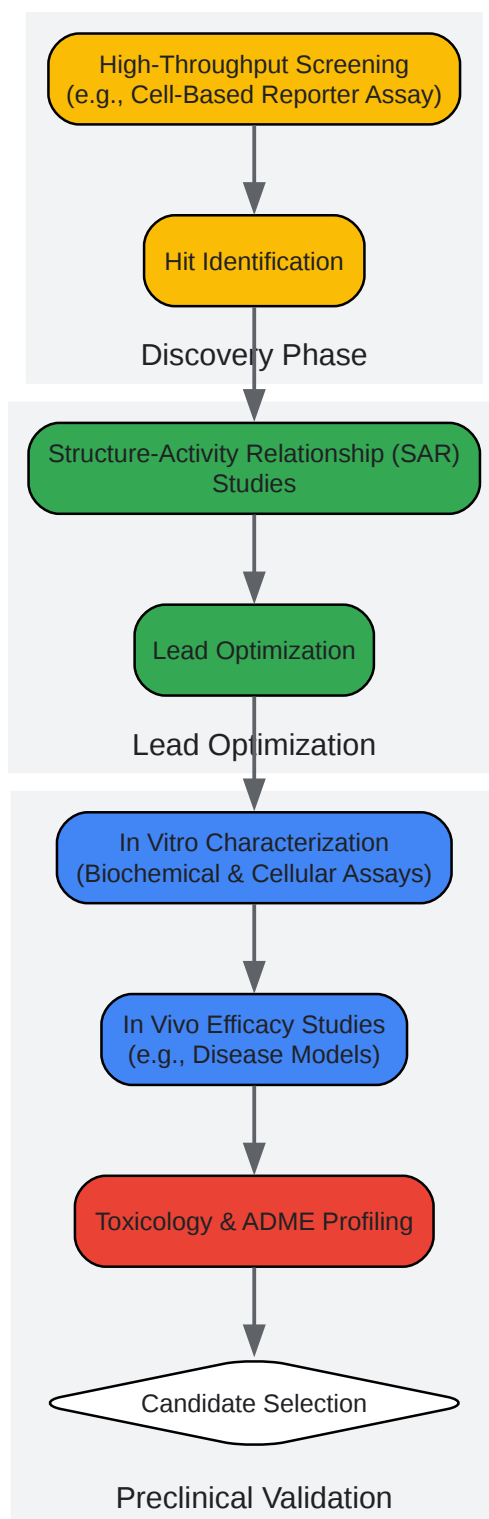 High-Throughput Screening
(e.g., Cell-Based Reporter Assay)
Hit Identification
Discovery Phase
Structure-Activity Relationship (SAR)
Studies
Lead Optimization
Lead Optimization
In Vitro Characterization
(Biochemical & Cellular Assays)
In Vivo Efficacy Studies
(e.g., Disease Models)
Toxicology & ADME Profiling
Candidate Selection
Preclinical Validation